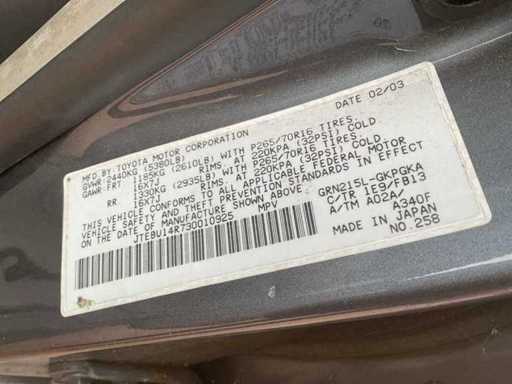 MFD. BY: TOYOTA MOTOR CORPORATION DATE 02/03
GVWR 2440KG (5380LB)
GAWR-FRT 1185KG (2610LB) WITH P265/70R16 TIRES,
16X7J RIMS, AT 220KPA (32PSI) COLD
RR 1330KG (2935LB) WITH P265/70R16 TIRES,
16X7J RIMS, AT 220KPA (32PSI) COLD
THIS VEHICLE CONFORMS TO ALL APPLICABLE FEDERAL MOTOR
VEHICLE SAFETY AND THEFT PREVENTION STANDARDS IN EFFECT
ON THE DATE OF MANUFACTURE SHOWN ABOVE.
JTEBU14R730010925 MPV GRN215L-GKPGKA
C/TR 1E9/FB13
A/TM A02A/ A340F
MADE IN JAPAN
NO.258